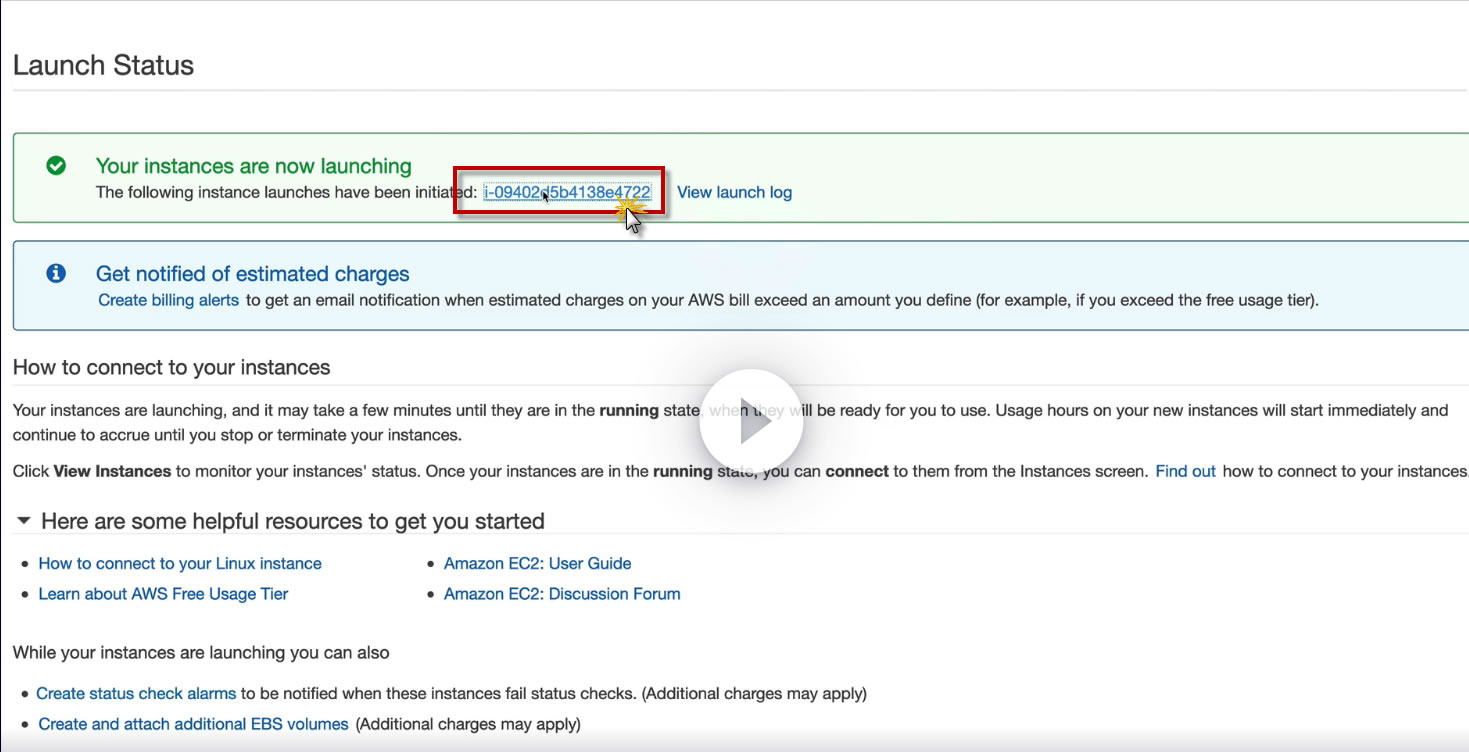 Launch Status
Your instances are now launching
The following instance launches have been initiated: i-09402d5b4138e4722 View launch log
Get notified of estimated charges
Create billing alerts to get an email notification when estimated charges on your AWS bill exceed an amount you define (for example, if you exceed the free usage tier).
How to connect to your instances
Your instances are launching, and it may take a few minutes until they are in the running state, when they will be ready for you to use. Usage hours on your new instances will start immediately and
continue to accrue until you stop or terminate your instances.
Click View Instances to monitor your instances' status. Once your instances are in the running state, you can connect to them from the Instances screen. Find out how to connect to your instances.
Here are some helpful resources to get you started
• How to connect to your Linux instance • Amazon EC2: User Guide
• Learn about AWS Free Usage Tier • Amazon EC2: Discussion Forum
While your instances are launching you can also
• Create status check alarms to be notified when these instances fail status checks. (Additional charges may apply)
• Create and attach additional EBS volumes (Additional charges may apply)